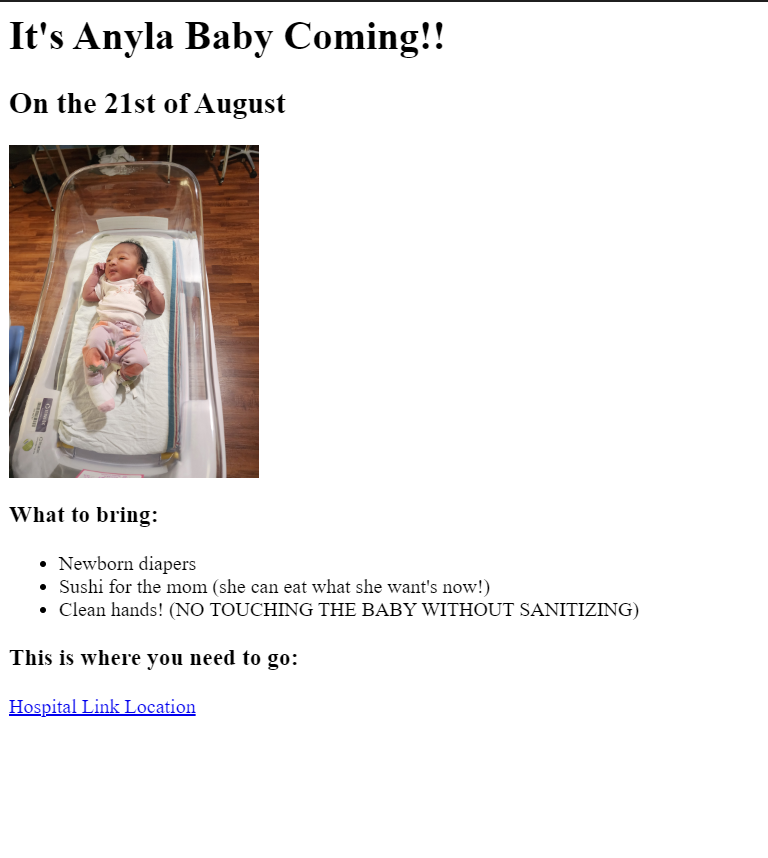 It's Anyla Baby Coming!!
On the 21st of August
What to bring:
Newborn diapers
Sushi for the mom (she can eat what she want's now!)
Clean hands! (NO TOUCHING THE BABY WITHOUT SANITIZING)
This is where you need to go:
Hospital Link Location